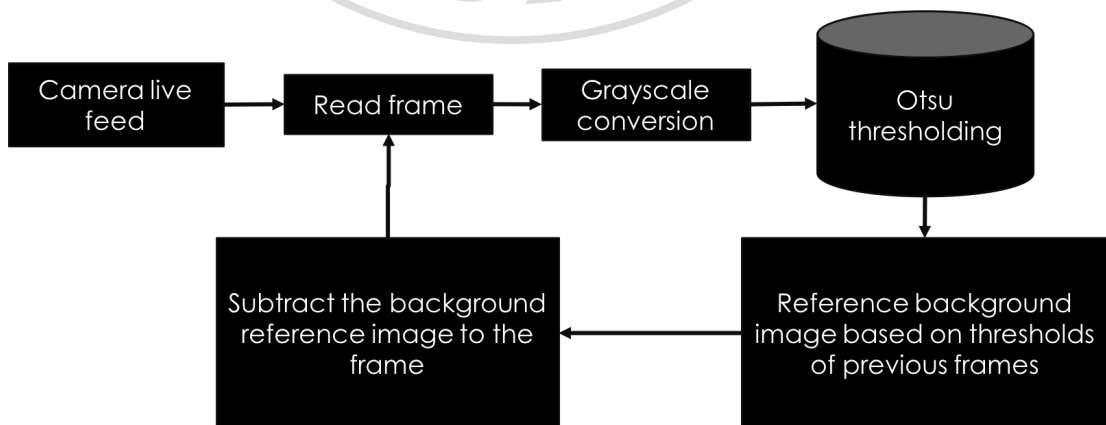 Camera live
feed
Read frame
Grayscale
conversion
Otsu
thresholding
Subtract the background
reference image to the
frame
Reference background
image based on thresholds
of previous frames